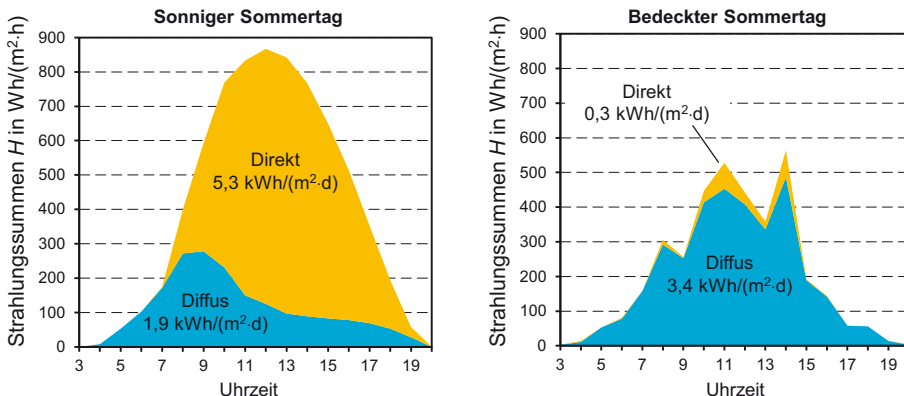 Sonniger Sommertag
Strahlungssummen H in Wh/(m²·h)
900
800
700
600
500
400
300
200
100
0
Direkt
5,3 kWh/(m²·d)
Diffus
1,9 kWh/(m²·d)
3 5 7 9 11 13 15 17 19
Uhrzeit
Bedeckter Sommertag
Strahlungssummen H in Wh/(m²·h)
900
800
700
600
500
400
300
200
100
0
Direkt
0,3 kWh/(m²·d)
Diffus
3,4 kWh/(m²·d)
3 5 7 9 11 13 15 17 19
Uhrzeit